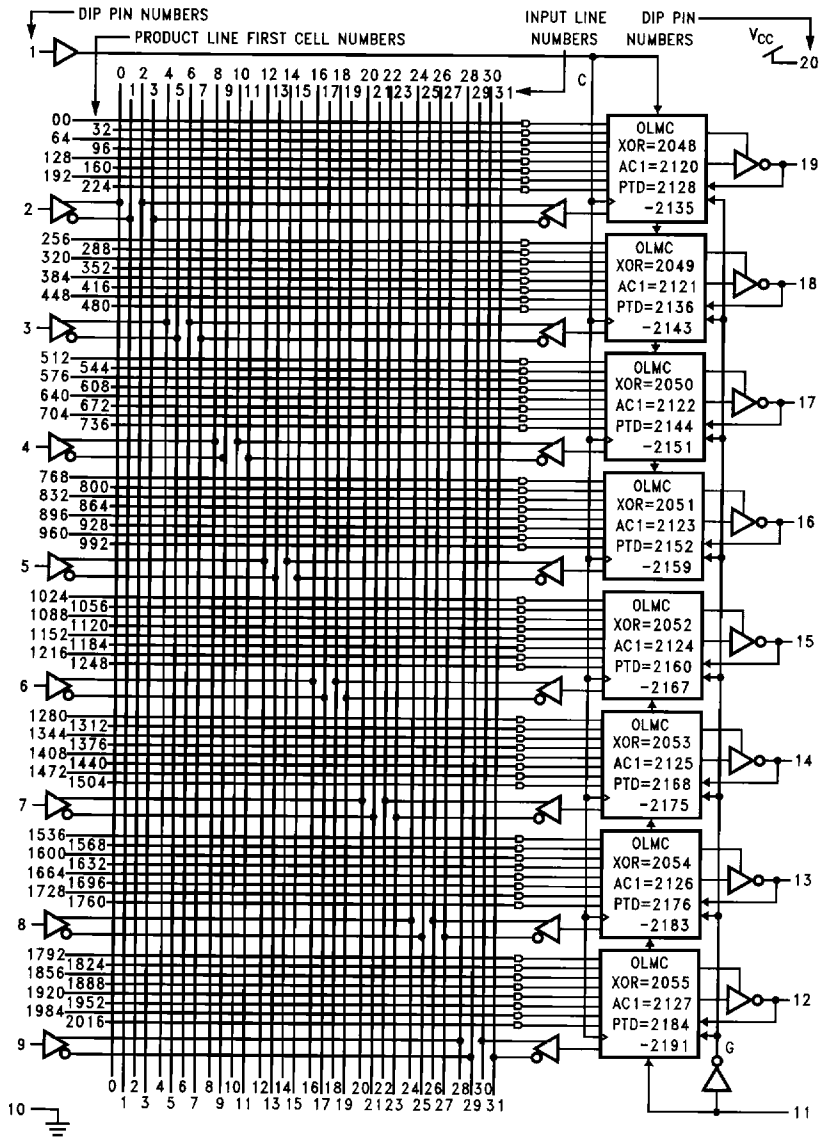 DIP PIN NUMBERS
INPUT LINE NUMBERS
DIP PIN NUMBERS
PRODUCT LINE FIRST CELL NUMBERS
1
VCC
20
0 2 4 6 8 10 12 14 16 18 20 22 24 26 28 30
1 3 5 7 9 11 13 15 17 19 21 23 25 27 29 31
C
00
32
64
96
128
160
192
224
OLMC
XOR=2048
AC1=2120
PTD=2128
-2135
19
2
256
288
320
352
384
416
448
480
OLMC
XOR=2049
AC1=2121
PTD=2136
-2143
18
3
512
544
576
608
640
672
704
736
OLMC
XOR=2050
AC1=2122
PTD=2144
-2151
17
4
768
800
832
864
896
928
960
992
OLMC
XOR=2051
AC1=2123
PTD=2152
-2159
16
5
1024
1056
1088
1120
1152
1184
1216
1248
OLMC
XOR=2052
AC1=2124
PTD=2160
-2167
15
6
1280
1312
1344
1376
1408
1440
1472
1504
OLMC
XOR=2053
AC1=2125
PTD=2168
-2175
14
7
1536
1568
1600
1632
1664
1696
1728
1760
OLMC
XOR=2054
AC1=2126
PTD=2176
-2183
13
8
1792
1824
1856
1888
1920
1952
1984
2016
OLMC
XOR=2055
AC1=2127
PTD=2184
-2191
12
9
G
0 2 4 6 8 10 12 14 16 18 20 22 24 26 28 30
1 3 5 7 9 11 13 15 17 19 21 23 25 27 29 31
10
11